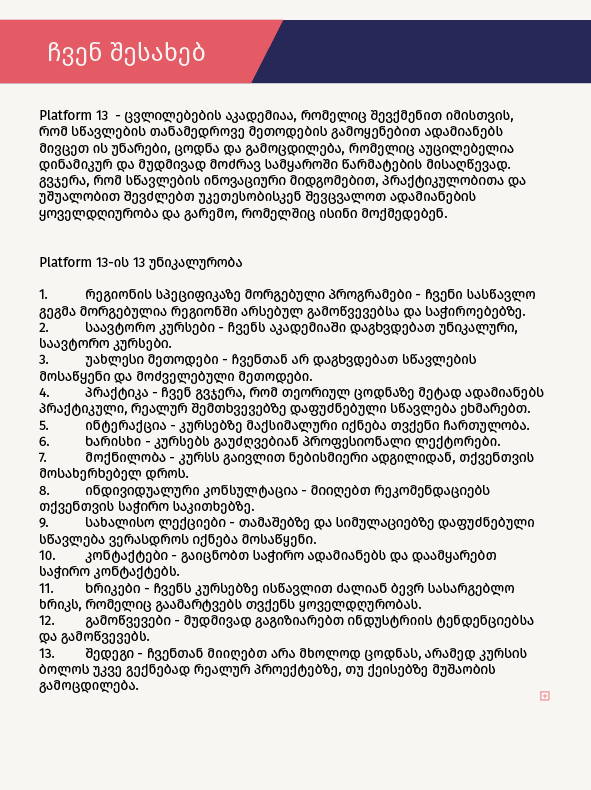 ჩვენ შესახებ
Platform 13 - ცვლილებების აკადემიაა, რომელიც შევქმენით იმისთვის,
რომ სწავლების თანამედროვე მეთოდების გამოყენებით ადამიანებს
მივცეთ ის უნარები, ცოდნა და გამოცდილება, რომელიც აუცილებელია
დინამიკურ და მუდმივად მოძრავ სამყაროში წარმატების მისაღწევად.
გვჯერა, რომ სწავლების ინოვაციური მიდგომებით, პრაქტიკულობითა და
უშუალობით შევძლებთ უკეთესობისკენ შევცვალოთ ადამიანების
ყოველდღიურობა და გარემო, რომელშიც ისინი მოქმედებენ.
Platform 13-ის 13 უნიკალურობა
1. რეგიონის სპეციფიკაზე მორგებული პროგრამები - ჩვენი სასწავლო
გეგმა მორგებულია რეგიონში არსებულ გამოწვევებსა და საჭიროებებზე.
2. საავტორო კურსები - ჩვენს აკადემიაში დაგხვდებათ უნიკალური,
საავტორო კურსები.
3. უახლესი მეთოდები - ჩვენთან არ დაგხვდებათ სწავლების
მოსაწყენი და მოძველებული მეთოდები.
4. პრაქტიკა - ჩვენ გვჯერა, რომ თეორიულ ცოდნაზე მეტად ადამიანებს
პრაქტიკული, რეალურ შემთხვევებზე დაფუძნებული სწავლება ეხმარებთ.
5. ინტერაქცია - კურსებზე მაქსიმალური იქნება თქვენი ჩართულობა.
6. ხარისხი - კურსებს გაუძღვებიან პროფესიონალი ლექტორები.
7. მოქნილობა - კურსს გაივლით ნებისმიერი ადგილიდან, თქვენთვის
მოსახერხებელ დროს.
8. ინდივიდუალური კონსულტაცია - მიიღებთ რეკომენდაციებს
თქვენთვის საჭირო საკითხებზე.
9. სახალისო ლექციები - თამაშებზე და სიმულაციებზე დაფუძნებული
სწავლება ვერასდროს იქნება მოსაწყენი.
10. კონტაქტები - გაიცნობთ საჭირო ადამიანებს და დაამყარებთ
საჭირო კონტაქტებს.
11. ხრიკები - ჩვენს კურსებზე ისწავლით ძალიან ბევრ სასარგებლო
ხრიკს, რომელიც გაამარტვებს თქვენს ყოველდღურობას.
12. გამოწვევები - მუდმივად გაგიზიარებთ ინდუსტრიის ტენდენციებსა
და გამოწვევებს.
13. შედეგი - ჩვენთან მიიღებთ არა მხოლოდ ცოდნას, არამედ კურსის
ბოლოს უკვე გექნებად რეალურ პროექტებზე, თუ ქეისებზე მუშაობის
გამოცდილება.